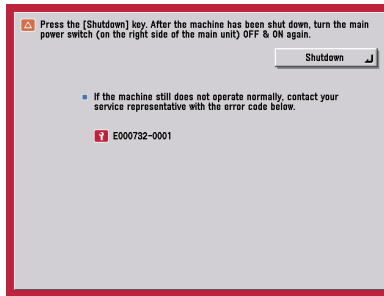 Press the [Shutdown] key. After the machine has been shut down, turn the main
power switch (on the right side of the main unit) OFF & ON again.
Shutdown
If the machine still does not operate normally, contact your
service representative with the error code below.
E000732-0001